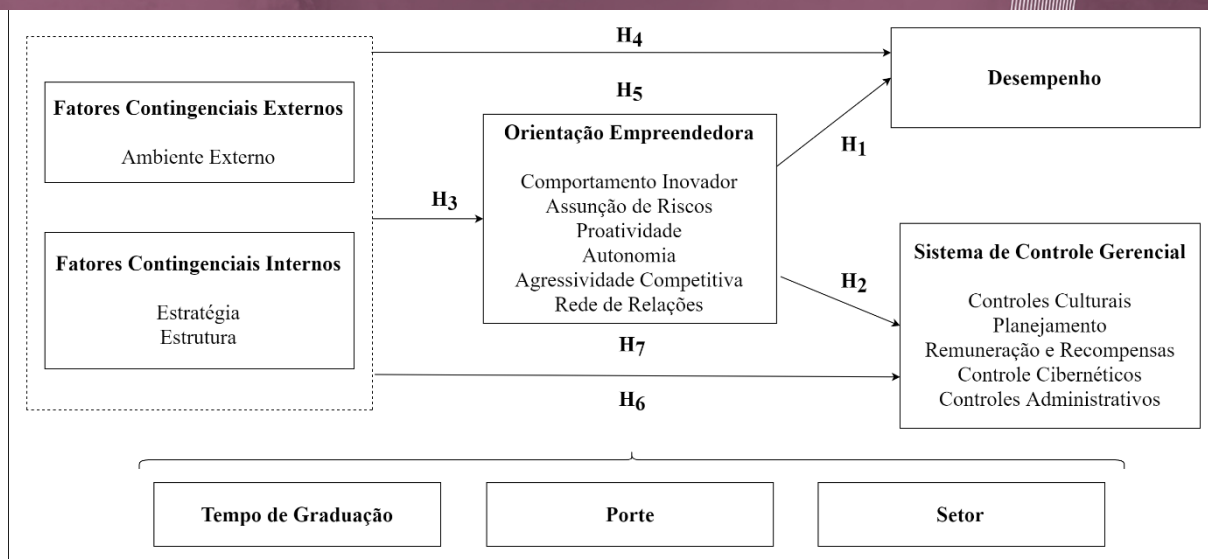 H4
Desempenho
Fatores Contingenciais Externos
Ambiente Externo
H5
Orientação Empreendedora
Comportamento Inovador
Assunção de Riscos
Proatividade
Autonomia
Agressividade Competitiva
Rede de Relações
H1
H3
Fatores Contingenciais Internos
Estratégia
Estrutura
Sistema de Controle Gerencial
Controles Culturais
Planejamento
Remuneração e Recompensas
Controle Cibernéticos
Controles Administrativos
H2
H7
H6
Tempo de Graduação
Porte
Setor